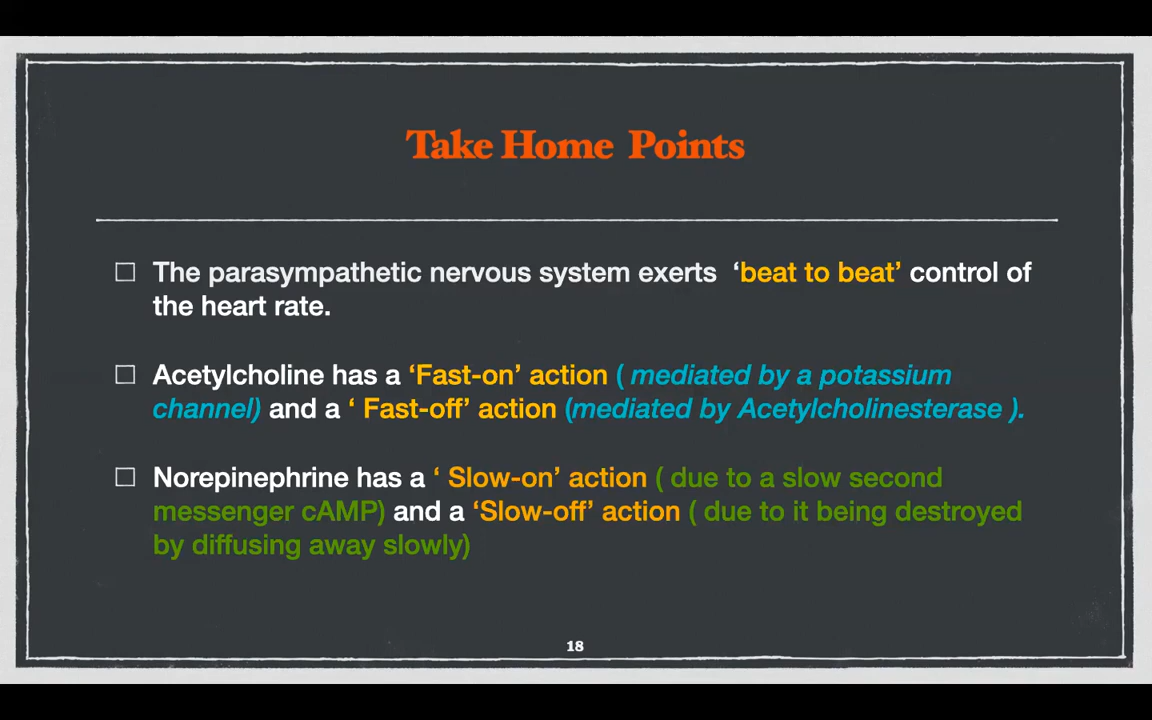 Take Home Points
The parasympathetic nervous system exerts ‘beat to beat’ control of
the heart rate.
Acetylcholine has a ‘Fast-on’ action ( mediated by a potassium
channel) and a ‘ Fast-off’ action (mediated by Acetylcholinesterase ).
Norepinephrine has a ‘ Slow-on’ action ( due to a slow second
messenger cAMP) and a ‘Slow-off’ action ( due to it being destroyed
by diffusing away slowly)
18